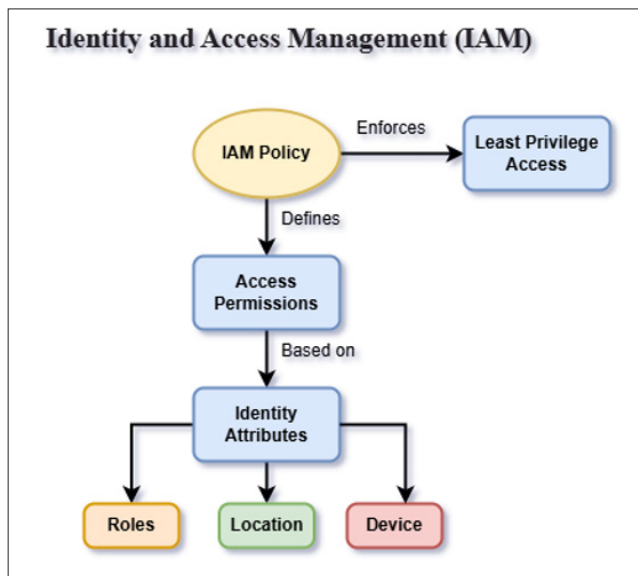 Identity and Access Management (IAM)
Enforces
IAM Policy
Least Privilege
Access
Defines
Access
Permissions
Based on
Identity
Attributes
Roles
Location
Device